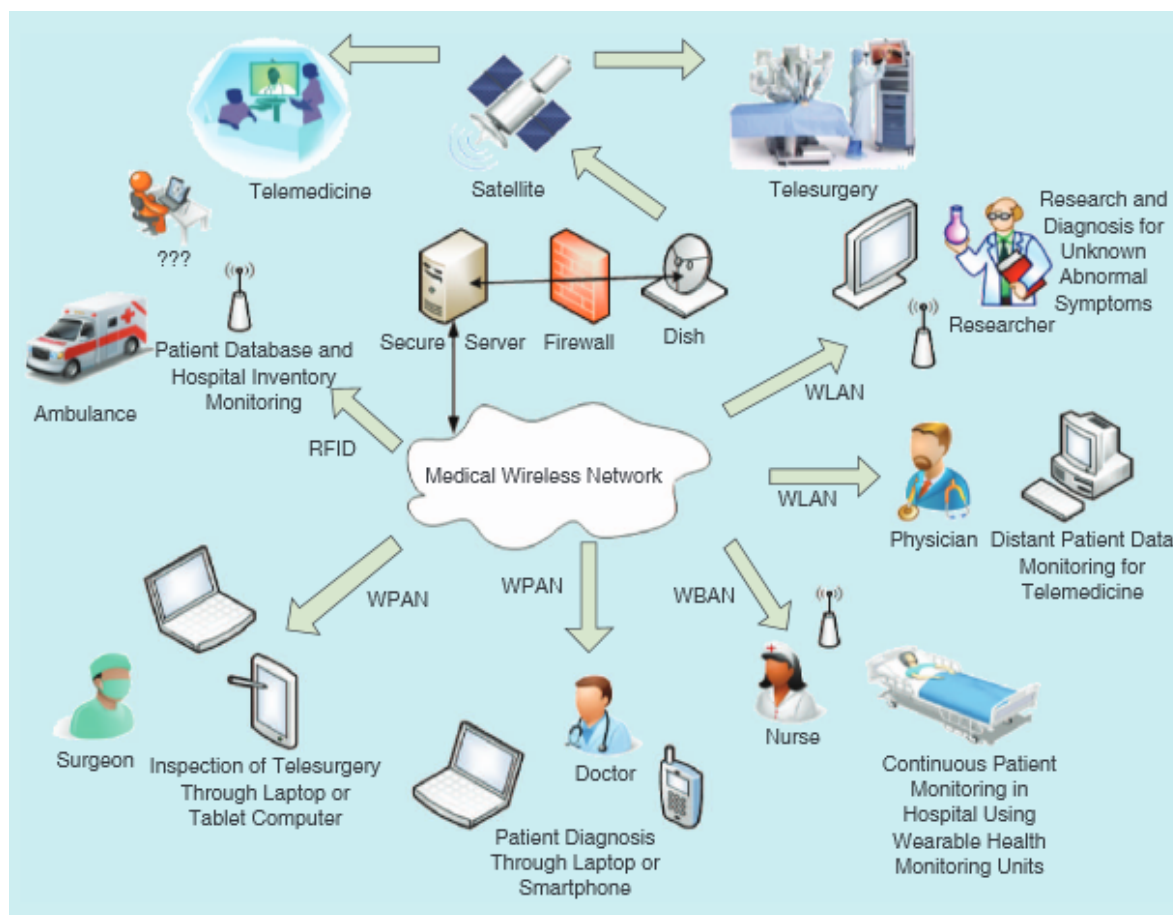 Telemedicine
Satellite
Telesurgery
???
Research and
Diagnosis for
Unknown
Abnormal
Symptoms
Researcher
Secure Server
Firewall
Dish
Ambulance
Patient Database and
Hospital Inventory
Monitoring
RFID
WLAN
Medical Wireless Network
WLAN
Physician
Distant Patient Data
Monitoring for
Telemedicine
WPAN
WPAN
WBAN
Surgeon
Inspection of Telesurgery
Through Laptop or
Tablet Computer
Doctor
Patient Diagnosis
Through Laptop or
Smartphone
Nurse
Continuous Patient
Monitoring in
Hospital Using
Wearable Health
Monitoring Units